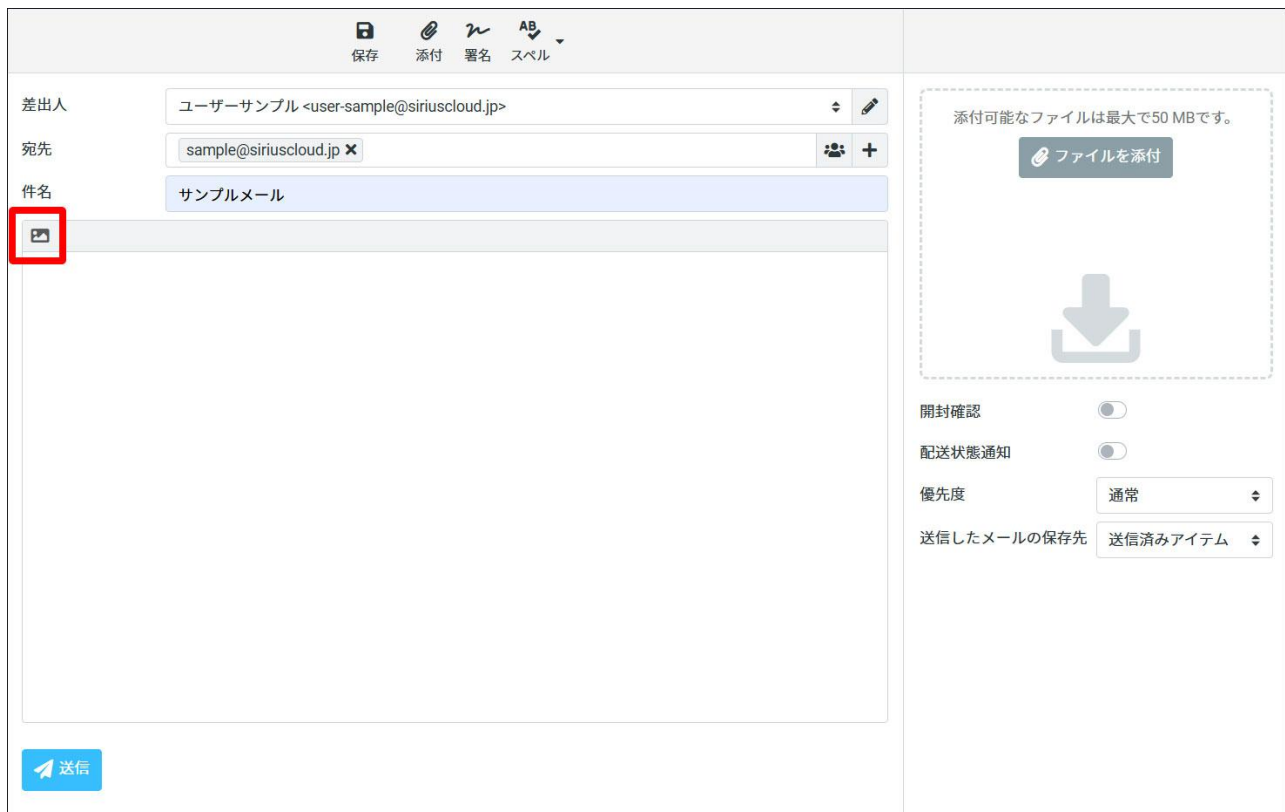 保存 添付 署名 スペル
差出人 ユーザーサンプル <user-sample@siriuscloud.jp>
宛先 sample@siriuscloud.jp
件名 サンプルメール
送信
添付可能なファイルは最大で50 MBです。
ファイルを添付
開封確認
配送状態通知
優先度 通常
送信したメールの保存先 送信済みアイテム